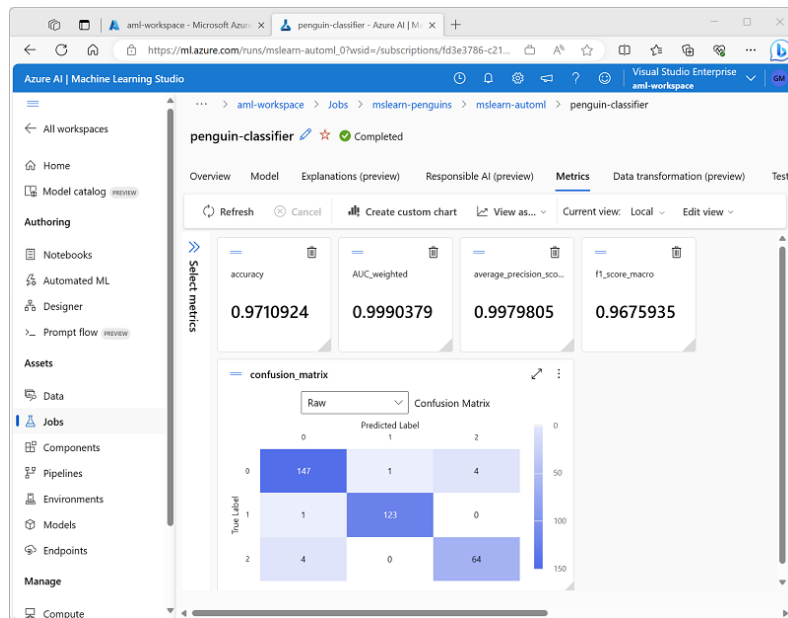 aml-workspace - Microsoft Azure
penguin-classifier - Azure AI | Ma
https://ml.azure.com/runs/mslearn-automl_0?wsid=/subscriptions/fd3e3786-c21...
Azure AI | Machine Learning Studio
Visual Studio Enterprise
aml-workspace
GM
All workspaces
Home
Model catalog PREVIEW
Authoring
Notebooks
Automated ML
Designer
Prompt flow PREVIEW
Assets
Data
Jobs
Components
Pipelines
Environments
Models
Endpoints
Manage
Compute
... > aml-workspace > Jobs > mslearn-penguins > mslearn-automl > penguin-classifier
penguin-classifier Completed
Overview Model Explanations (preview) Responsible AI (preview) Metrics Data transformation (preview) Test
Refresh Cancel Create custom chart View as... Current view: Local Edit view
Select metrics
accuracy
0.9710924
AUC_weighted
0.9990379
average_precision_sco...
0.9979805
f1_score_macro
0.9675935
confusion_matrix
Raw Confusion Matrix
Predicted Label
0 1 2
True Label
0 147 1 4
1 1 123 0
2 4 0 64
0
50
100
150